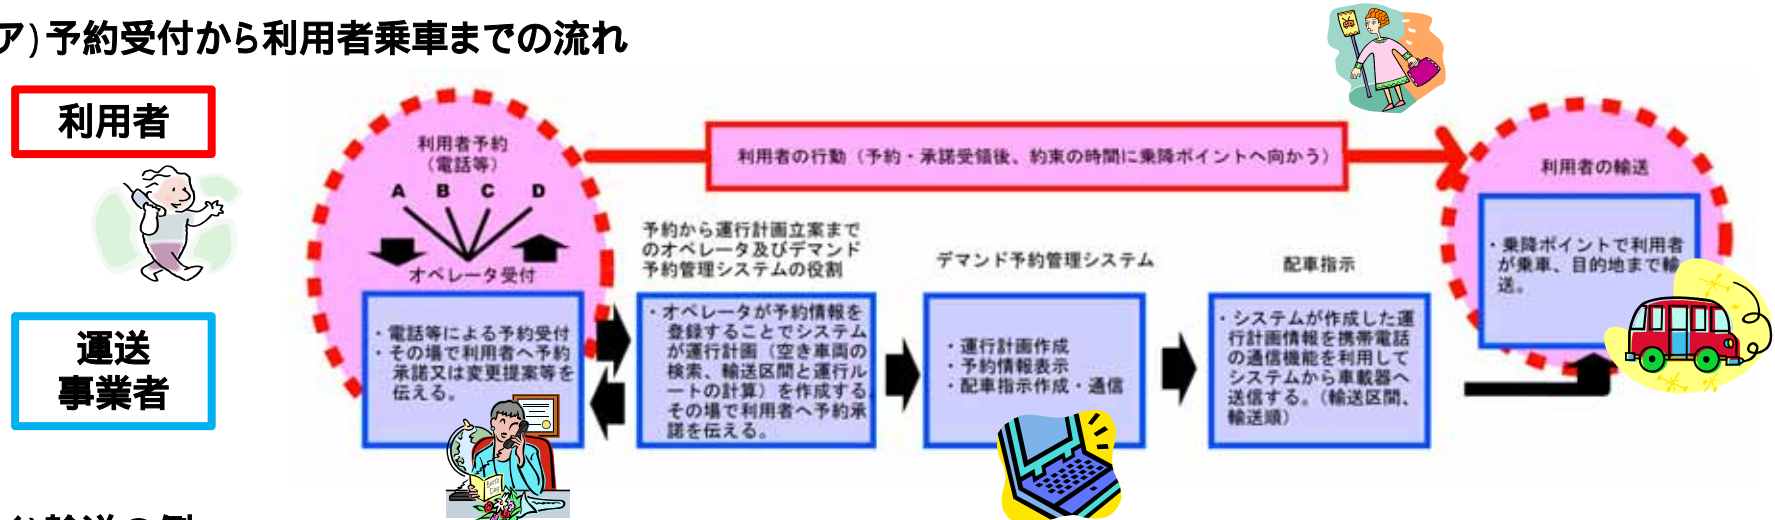 ア)予約受付から利用者乗車までの流れ
利用者
利用者予約
(電話等)
A B C D
オペレータ受付
・電話等による予約受付
・その場で利用者へ予約
承諾又は変更提案等を
伝える。
利用者の行動(予約・承諾受領後、約束の時間に乗降ポイントへ向かう)
予約から運行計画立案まで
のオペレータ及びデマンド
予約管理システムの役割
・オペレータが予約情報を
登録することでシステム
が運行計画(空き車両の
検索、輸送区間と運行ル
ートの計算)を作成する。
その場で利用者へ予約承
諾を伝える。
デマンド予約管理システム
・運行計画作成
・予約情報表示
・配車指示作成・通信
配車指示
・システムが作成した運
行計画情報を携帯電話
の通信機能を利用して
システムから車載器へ
送信する。(輸送区間、
輸送順)
利用者の輸送
・乗降ポイントで利用者
が乗車、目的地まで輸
送。
運送
事業者